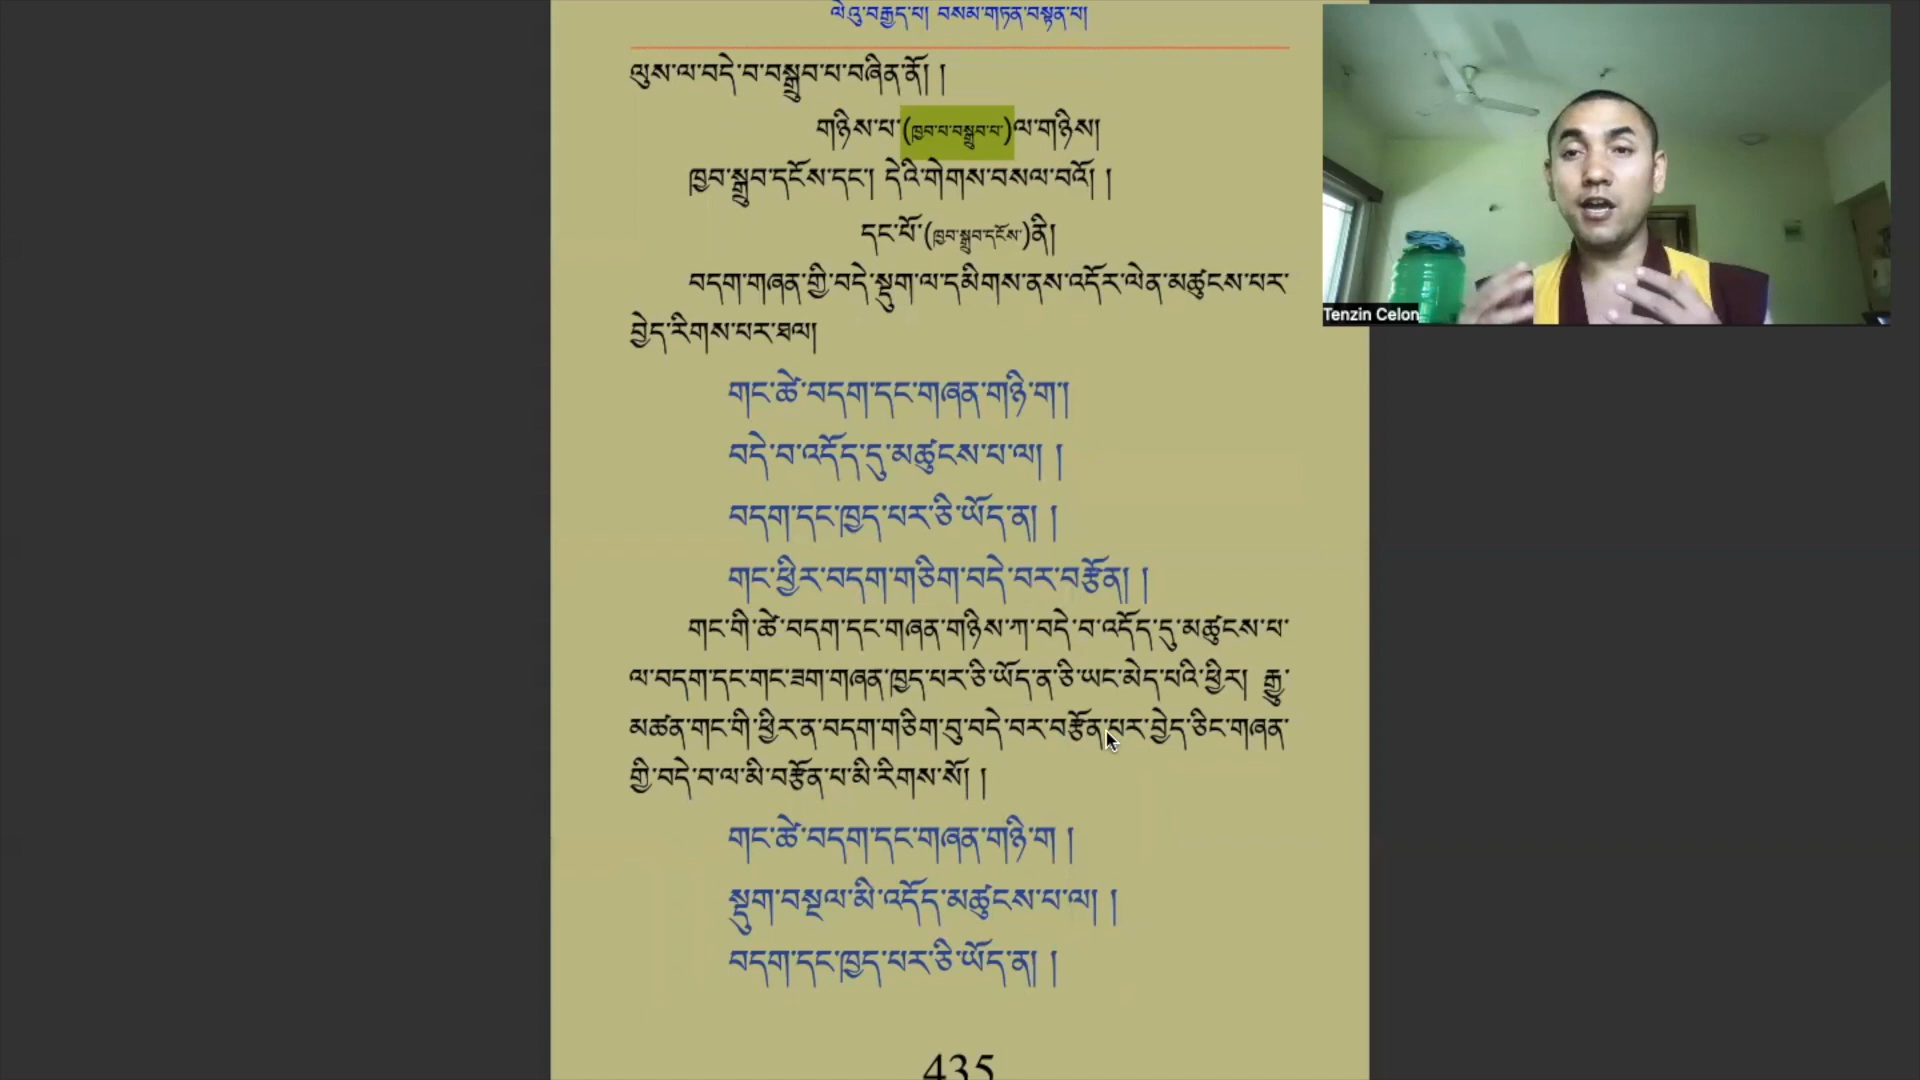 ལེའུ་བརྒྱད་པ། བསམ་གཏན་བསྟན་པ།
ལུས་ལ་བདེ་བ་བསྒྲུབ་པ་བཞིན་ནོ། །
གཉིས་པ་(ཁྱབ་པ་བསྒྲུབ་པ་)ལ་གཉིས།
ཁྱབ་སྒྲུབ་དངོས་དང་། དེའི་གེགས་བསལ་བའོ། །
དང་པོ་(ཁྱབ་སྒྲུབ་དངོས་)ནི།
བདག་གཞན་གྱི་བདེ་སྡུག་ལ་དམིགས་ནས་འདོར་ལེན་མཚུངས་པར་
བྱེད་རིགས་པར་ཐལ།
གང་ཚེ་བདག་དང་གཞན་གཉི་ག།
བདེ་བ་འདོད་དུ་མཚུངས་པ་ལ། །
བདག་དང་ཁྱད་པར་ཅི་ཡོད་ན། །
གང་ཕྱིར་བདག་གཅིག་བདེ་བར་བརྩོན། །
གང་གི་ཚེ་བདག་དང་གཞན་གཉིས་ཀ་བདེ་བ་འདོད་དུ་མཚུངས་པ་
ལ་བདག་དང་གང་ཟག་གཞན་ཁྱད་པར་ཅི་ཡོད་ན་ཅི་ཡང་མེད་པའི་ཕྱིར། རྒྱུ་
མཚན་གང་གི་ཕྱིར་ན་བདག་གཅིག་བུ་བདེ་བར་བརྩོན་པར་བྱེད་ཅིང་གཞན་
གྱི་བདེ་བ་ལ་མི་བརྩོན་པ་མི་རིགས་སོ། །
གང་ཚེ་བདག་དང་གཞན་གཉི་ག །
སྡུག་བསྔལ་མི་འདོད་མཚུངས་པ་ལ། །
བདག་དང་ཁྱད་པར་ཅི་ཡོད་ན། །
435
Tenzin Celon